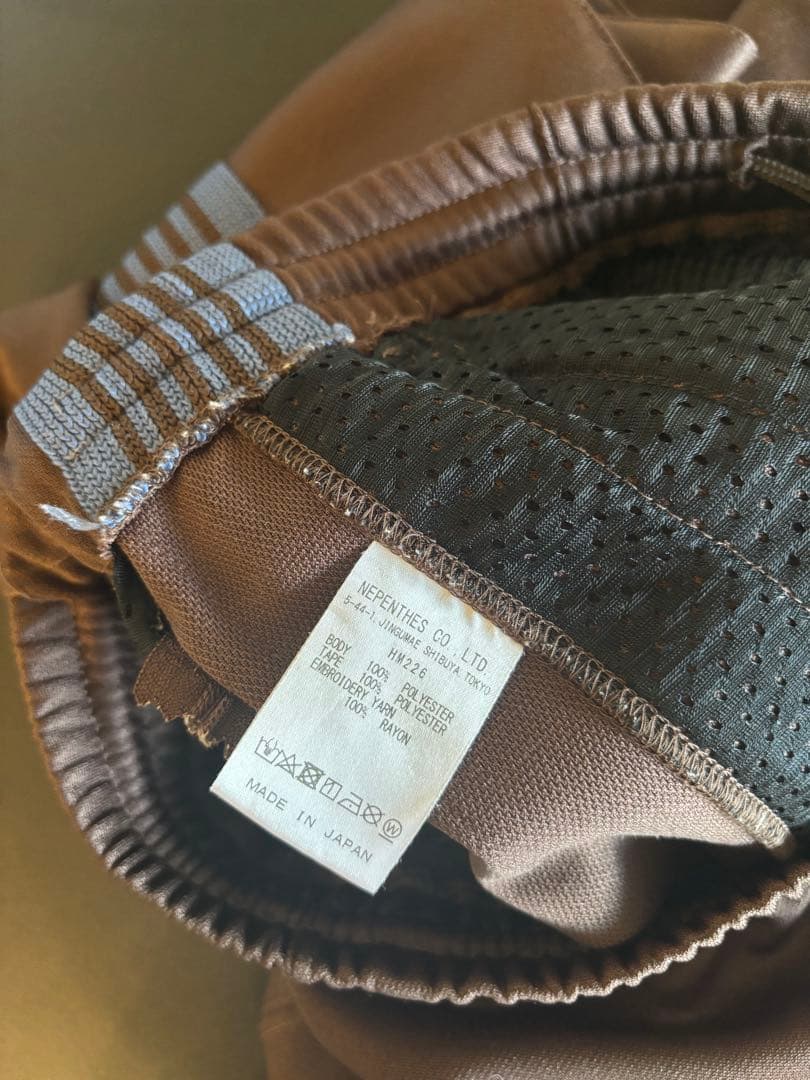 NEPENTHES CO.,LTD
5-44-1, JINGUMAE SHIBUYA TOKYO
HM226
BODY 100% POLYESTER
TAPE 100% POLYESTER
EMBROIDERY YARN
100% RAYON
MADE IN JAPAN